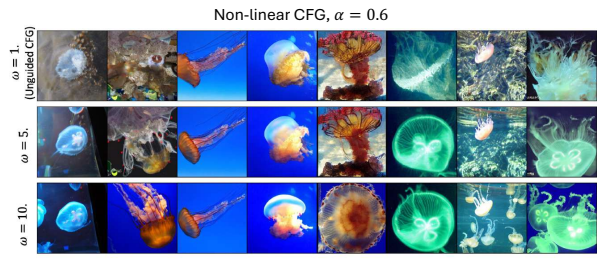 Non-linear CFG, α = 0.6
ω = 1.
(Unguided CFG)
ω = 5.
ω = 10.